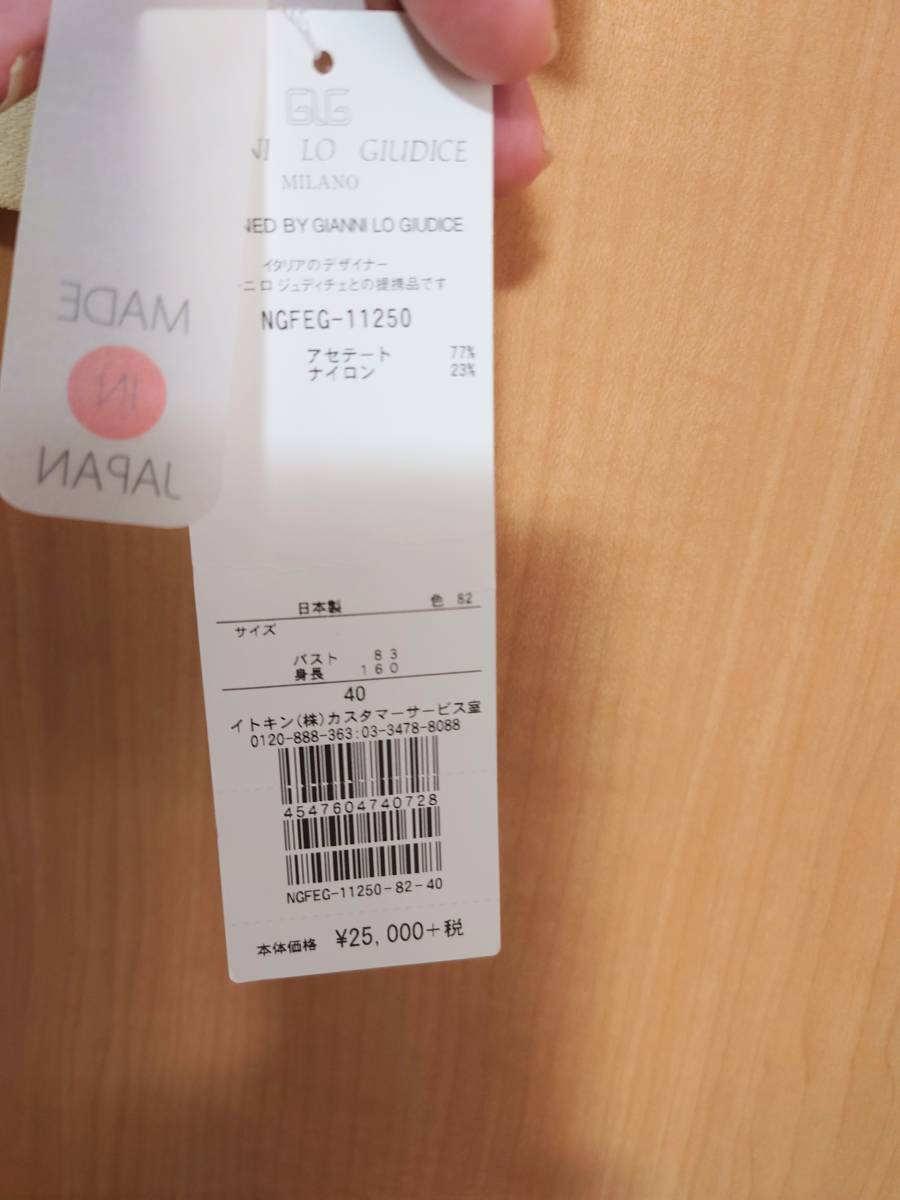 GLG
NI LO GIUDICE
MILANO
NED BY GIANNI LO GIUDICE
イタリアのデザイナー
ニ ロ ジュディチェとの提携品です
NGFEG-11250
アセテート 77%
ナイロン 23%
MADE
IN
JAPAN
日本製 色 82
サイズ
バスト 83
身長 160
40
イトキン(株)カスタマーサービス室
0120-888-363:03-3478-8088
4547604740728
NGFEG-11250-82-40
本体価格 ¥25,000+税